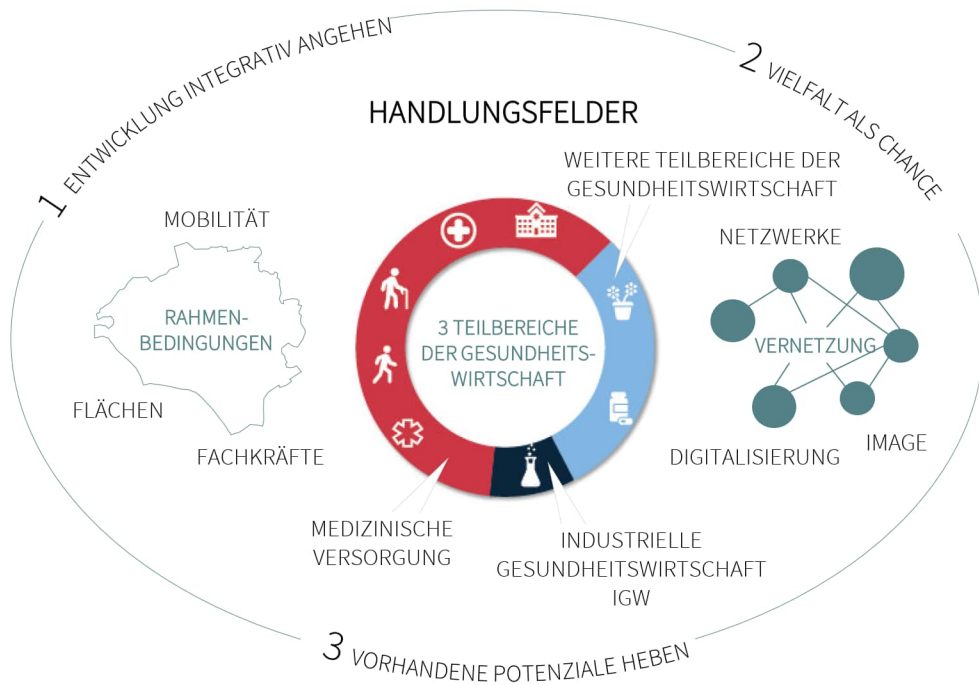 1 ENTWICKLUNG INTEGRATIV ANGEHEN
2 VIELFALT ALS CHANCE
HANDLUNGSFELDER
WEITERE TEILBEREICHE DER
GESUNDHEITSWIRTSCHAFT
MOBILITÄT
RAHMEN-
BEDINGUNGEN
FLÄCHEN
FACHKRÄFTE
3 TEILBEREICHE
DER GESUNDHEITS-
WIRTSCHAFT
NETZWERKE
VERNETZUNG
DIGITALISIERUNG
IMAGE
MEDIZINISCHE
VERSORGUNG
INDUSTRIELLE
GESUNDHEITSWIRTSCHAFT
IGW
3 VORHANDENE POTENZIALE HEBEN